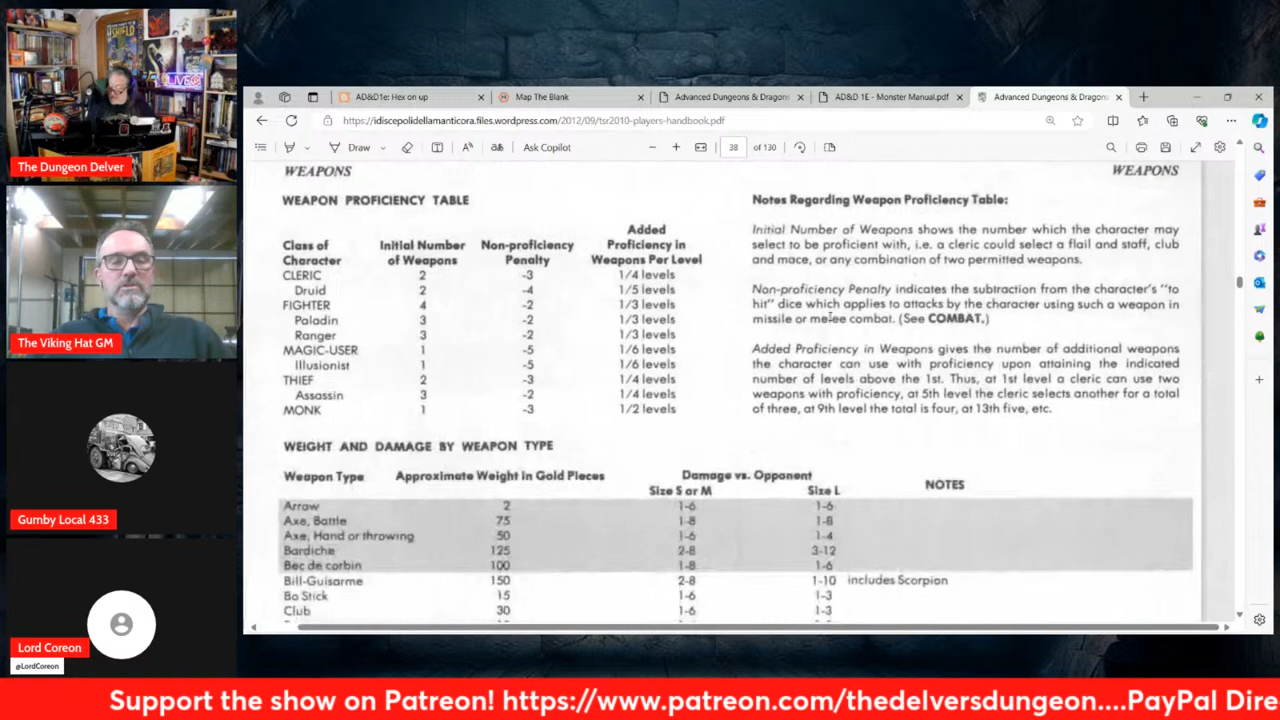 SHIELD
LIVE
The Dungeon Delver
The Viking Hat GM
Gumby Local 433
Lord Coreon
@LordCoreon
AD&D1e: Hex on up
Map The Blank
Advanced Dungeons & Dragons
AD&D 1E - Monster Manual.pdf
Advanced Dungeons & Dragons
https://idiscepolidellamanticora.files.wordpress.com/2012/09/tsr2010-players-handbook.pdf
Draw
Ask Copilot
38 of 130
WEAPONS WEAPONS
WEAPON PROFICIENCY TABLE
Class of Character Initial Number of Weapons Non-proficiency Penalty Added Proficiency in Weapons Per Level
CLERIC 2 -3 1/4 levels
Druid 2 -4 1/5 levels
FIGHTER 4 -2 1/3 levels
Paladin 3 -2 1/3 levels
Ranger 3 -2 1/3 levels
MAGIC-USER 1 -5 1/6 levels
Illusionist 1 -5 1/6 levels
THIEF 2 -3 1/4 levels
Assassin 3 -2 1/4 levels
MONK 1 -3 1/2 levels
Notes Regarding Weapon Proficiency Table:
Initial Number of Weapons shows the number which the character may
select to be proficient with, i.e. a cleric could select a flail and staff, club
and mace, or any combination of two permitted weapons.
Non-proficiency Penalty indicates the subtraction from the character's "to
hit" dice which applies to attacks by the character using such a weapon in
missile or melee combat. (See COMBAT.)
Added Proficiency in Weapons gives the number of additional weapons
the character can use with proficiency upon attaining the indicated
number of levels above the 1st. Thus, at 1st level a cleric can use two
weapons with proficiency, at 5th level the cleric selects another for a total
of three, at 9th level the total is four, at 13th five, etc.
WEIGHT AND DAMAGE BY WEAPON TYPE
Weapon Type Approximate Weight in Gold Pieces Damage vs. Opponent
Size S or M Size L NOTES
Arrow 2 1-6 1-6
Axe, Battle 75 1-8 1-8
Axe, Hand or throwing 50 1-6 1-4
Bardiche 125 2-8 3-12
Bec de corbin 100 1-8 1-6
Bill-Guisarme 150 2-8 1-10 includes Scorpion
Bo Stick 15 1-6 1-3
Club 30 1-6 1-3
Support the show on Patreon! https://www.patreon.com/thedelversdungeon....PayPal Dire